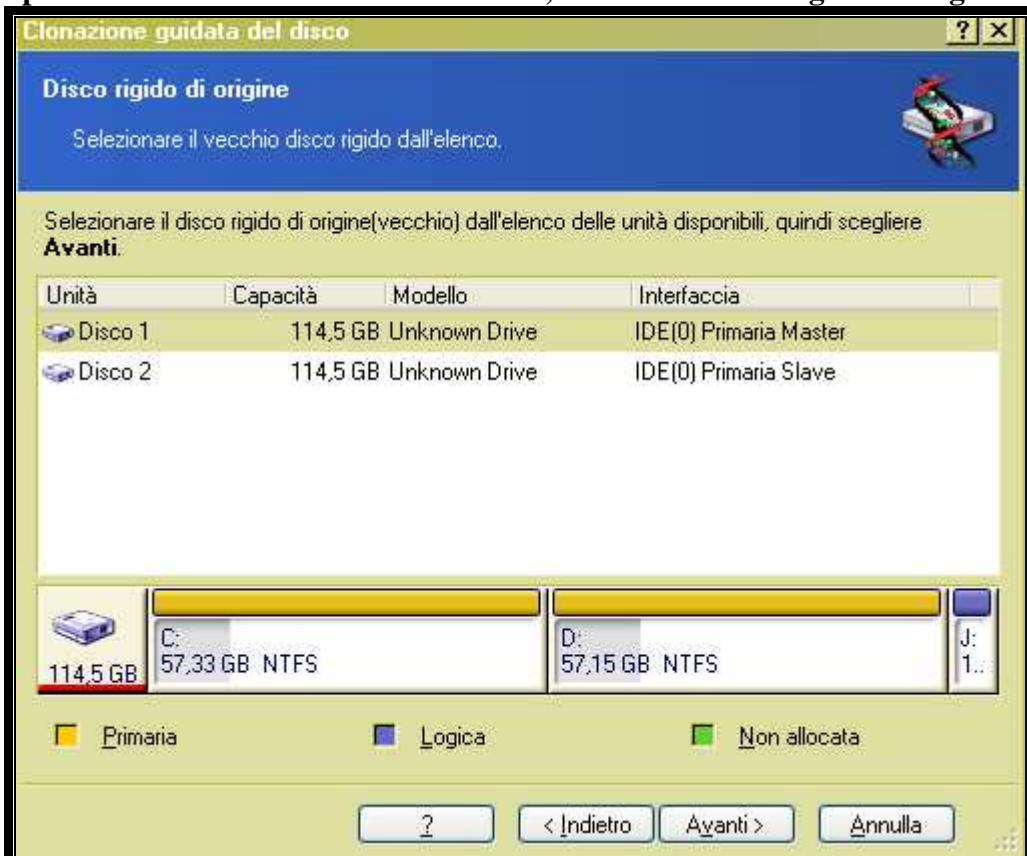 Clonazione guidata del disco
Disco rigido di origine
Selezionare il vecchio disco rigido dall'elenco.
Selezionare il disco rigido di origine(vecchio) dall'elenco delle unità disponibili, quindi scegliere
Avanti.
Unità Capacità Modello Interfaccia
Disco 1 114,5 GB Unknown Drive IDE(0) Primaria Master
Disco 2 114,5 GB Unknown Drive IDE(0) Primaria Slave
114,5 GB
C:
57,33 GB NTFS
D:
57,15 GB NTFS
J:
1..
Primaria Logica Non allocata
? < Indietro Avanti > Annulla